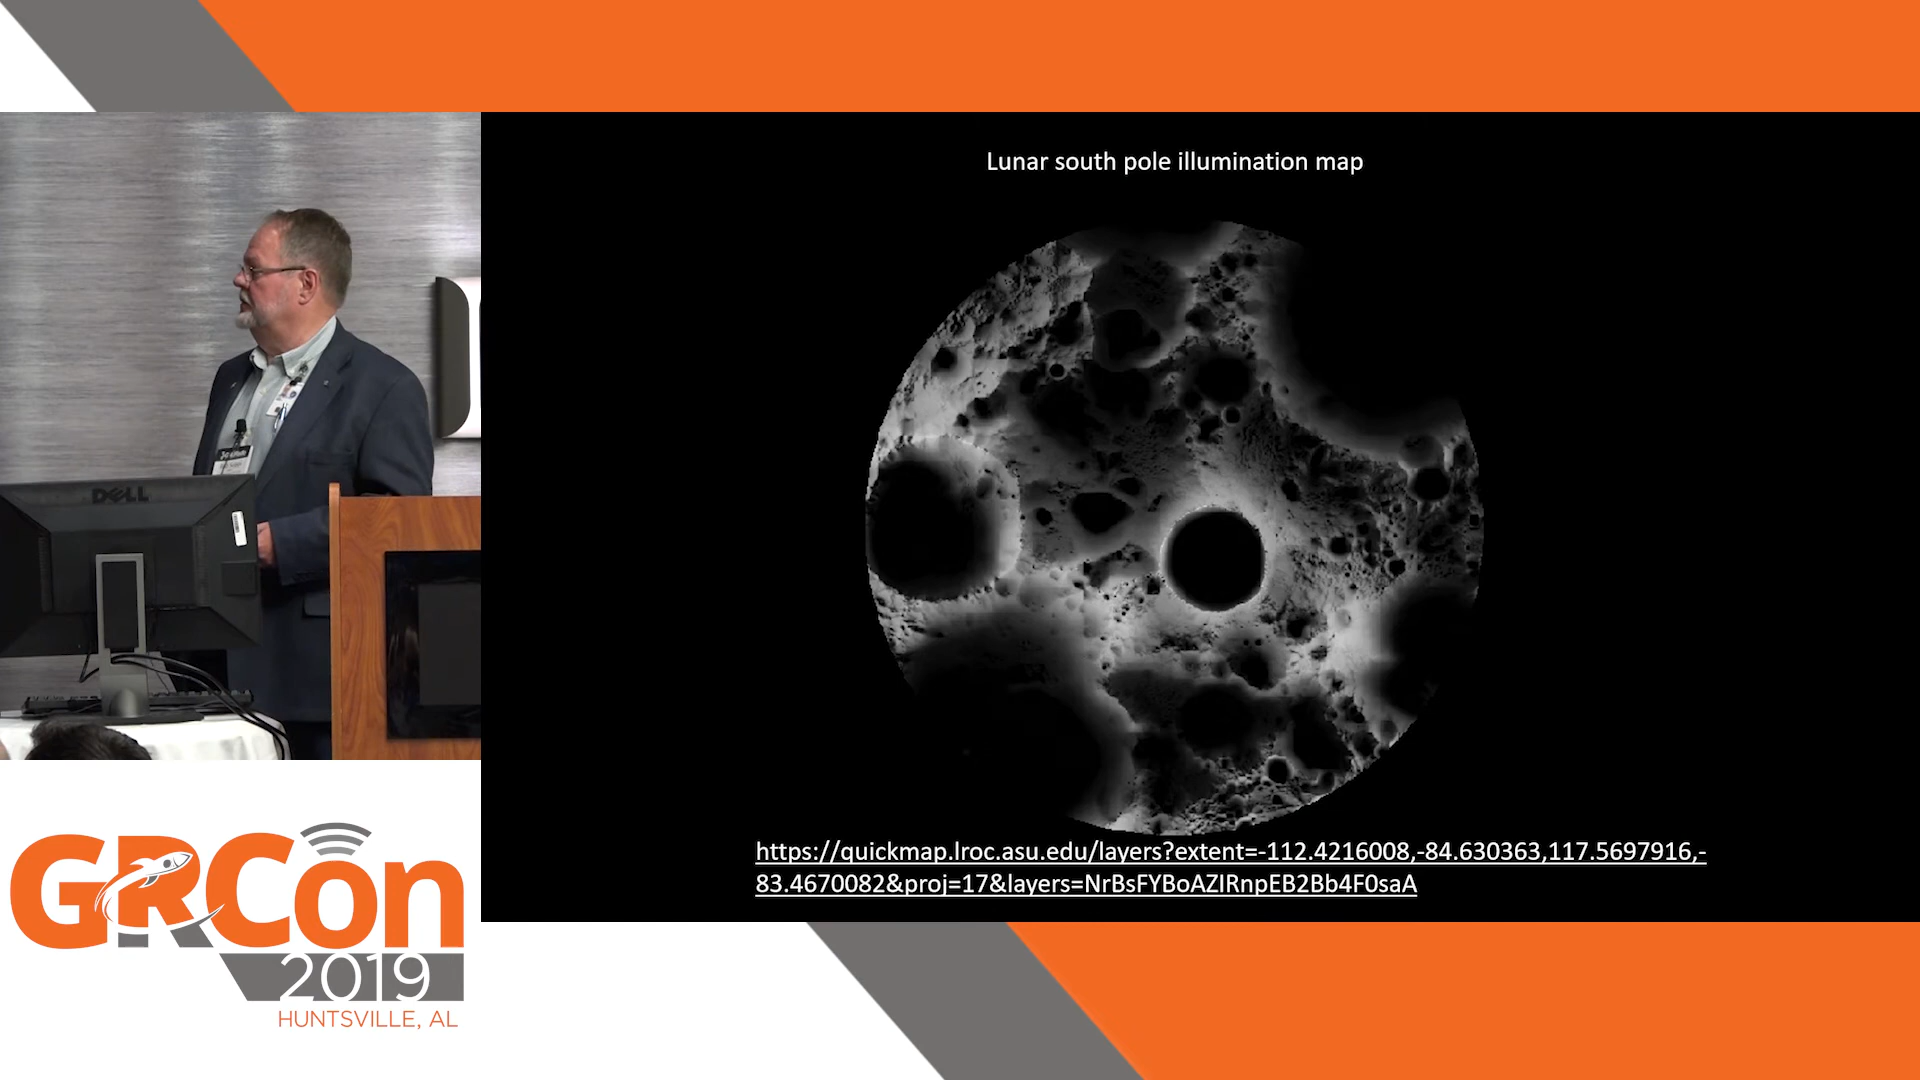 Lunar south pole illumination map
DELL
https://quickmap.lroc.asu.edu/layers?extent=-112.4216008,-84.630363,117.5697916,-
83.4670082&proj=17&layers=NrBsFYBoAZIRnpEB2Bb4F0saA
GRCon
2019
HUNTSVILLE, AL